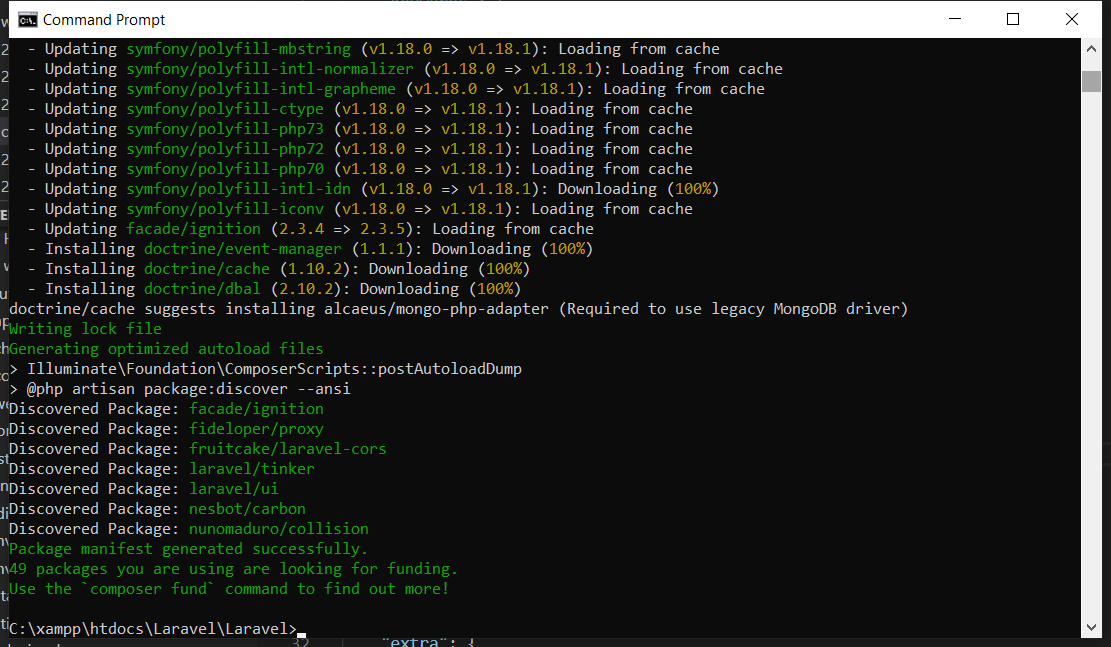 Command Prompt
- Updating symfony/polyfill-mbstring (v1.18.0 => v1.18.1): Loading from cache
- Updating symfony/polyfill-intl-normalizer (v1.18.0 => v1.18.1): Loading from cache
- Updating symfony/polyfill-intl-grapheme (v1.18.0 => v1.18.1): Loading from cache
- Updating symfony/polyfill-ctype (v1.18.0 => v1.18.1): Loading from cache
- Updating symfony/polyfill-php73 (v1.18.0 => v1.18.1): Loading from cache
- Updating symfony/polyfill-php72 (v1.18.0 => v1.18.1): Loading from cache
- Updating symfony/polyfill-php70 (v1.18.0 => v1.18.1): Loading from cache
- Updating symfony/polyfill-intl-idn (v1.18.0 => v1.18.1): Downloading (100%)
- Updating symfony/polyfill-iconv (v1.18.0 => v1.18.1): Loading from cache
- Updating facade/ignition (2.3.4 => 2.3.5): Loading from cache
- Installing doctrine/event-manager (1.1.1): Downloading (100%)
- Installing doctrine/cache (1.10.2): Downloading (100%)
- Installing doctrine/dbal (2.10.2): Downloading (100%)
doctrine/cache suggests installing alcaeus/mongo-php-adapter (Required to use legacy MongoDB driver)
Writing lock file
Generating optimized autoload files
> Illuminate\Foundation\ComposerScripts::postAutoloadDump
> @php artisan package:discover --ansi
Discovered Package: facade/ignition
Discovered Package: fideloper/proxy
Discovered Package: fruitcake/laravel-cors
Discovered Package: laravel/tinker
Discovered Package: laravel/ui
Discovered Package: nesbot/carbon
Discovered Package: nunomaduro/collision
Package manifest generated successfully.
49 packages you are using are looking for funding.
Use the `composer fund` command to find out more!
C:\xampp\htdocs\Laravel\Laravel>
32 "extra": {